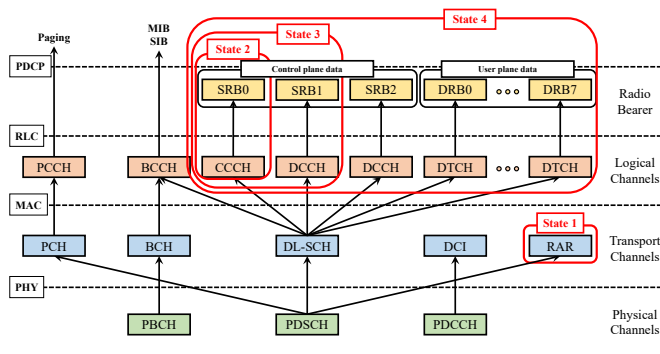 State 4
Paging
MIB
SIB
State 2
State 3
PDCP
Control plane data
User plane data
SRB0
SRB1
SRB2
DRB0
DRB7
Radio
Bearer
RLC
PCCH
BCCH
CCCH
DCCH
DCCH
DTCH
DTCH
Logical
Channels
MAC
State 1
PCH
BCH
DL-SCH
DCI
RAR
Transport
Channels
PHY
PBCH
PDSCH
PDCCH
Physical
Channels